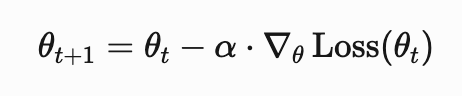 θ_{t+1} = θ_t − α · ∇_θ Loss(θ_t)